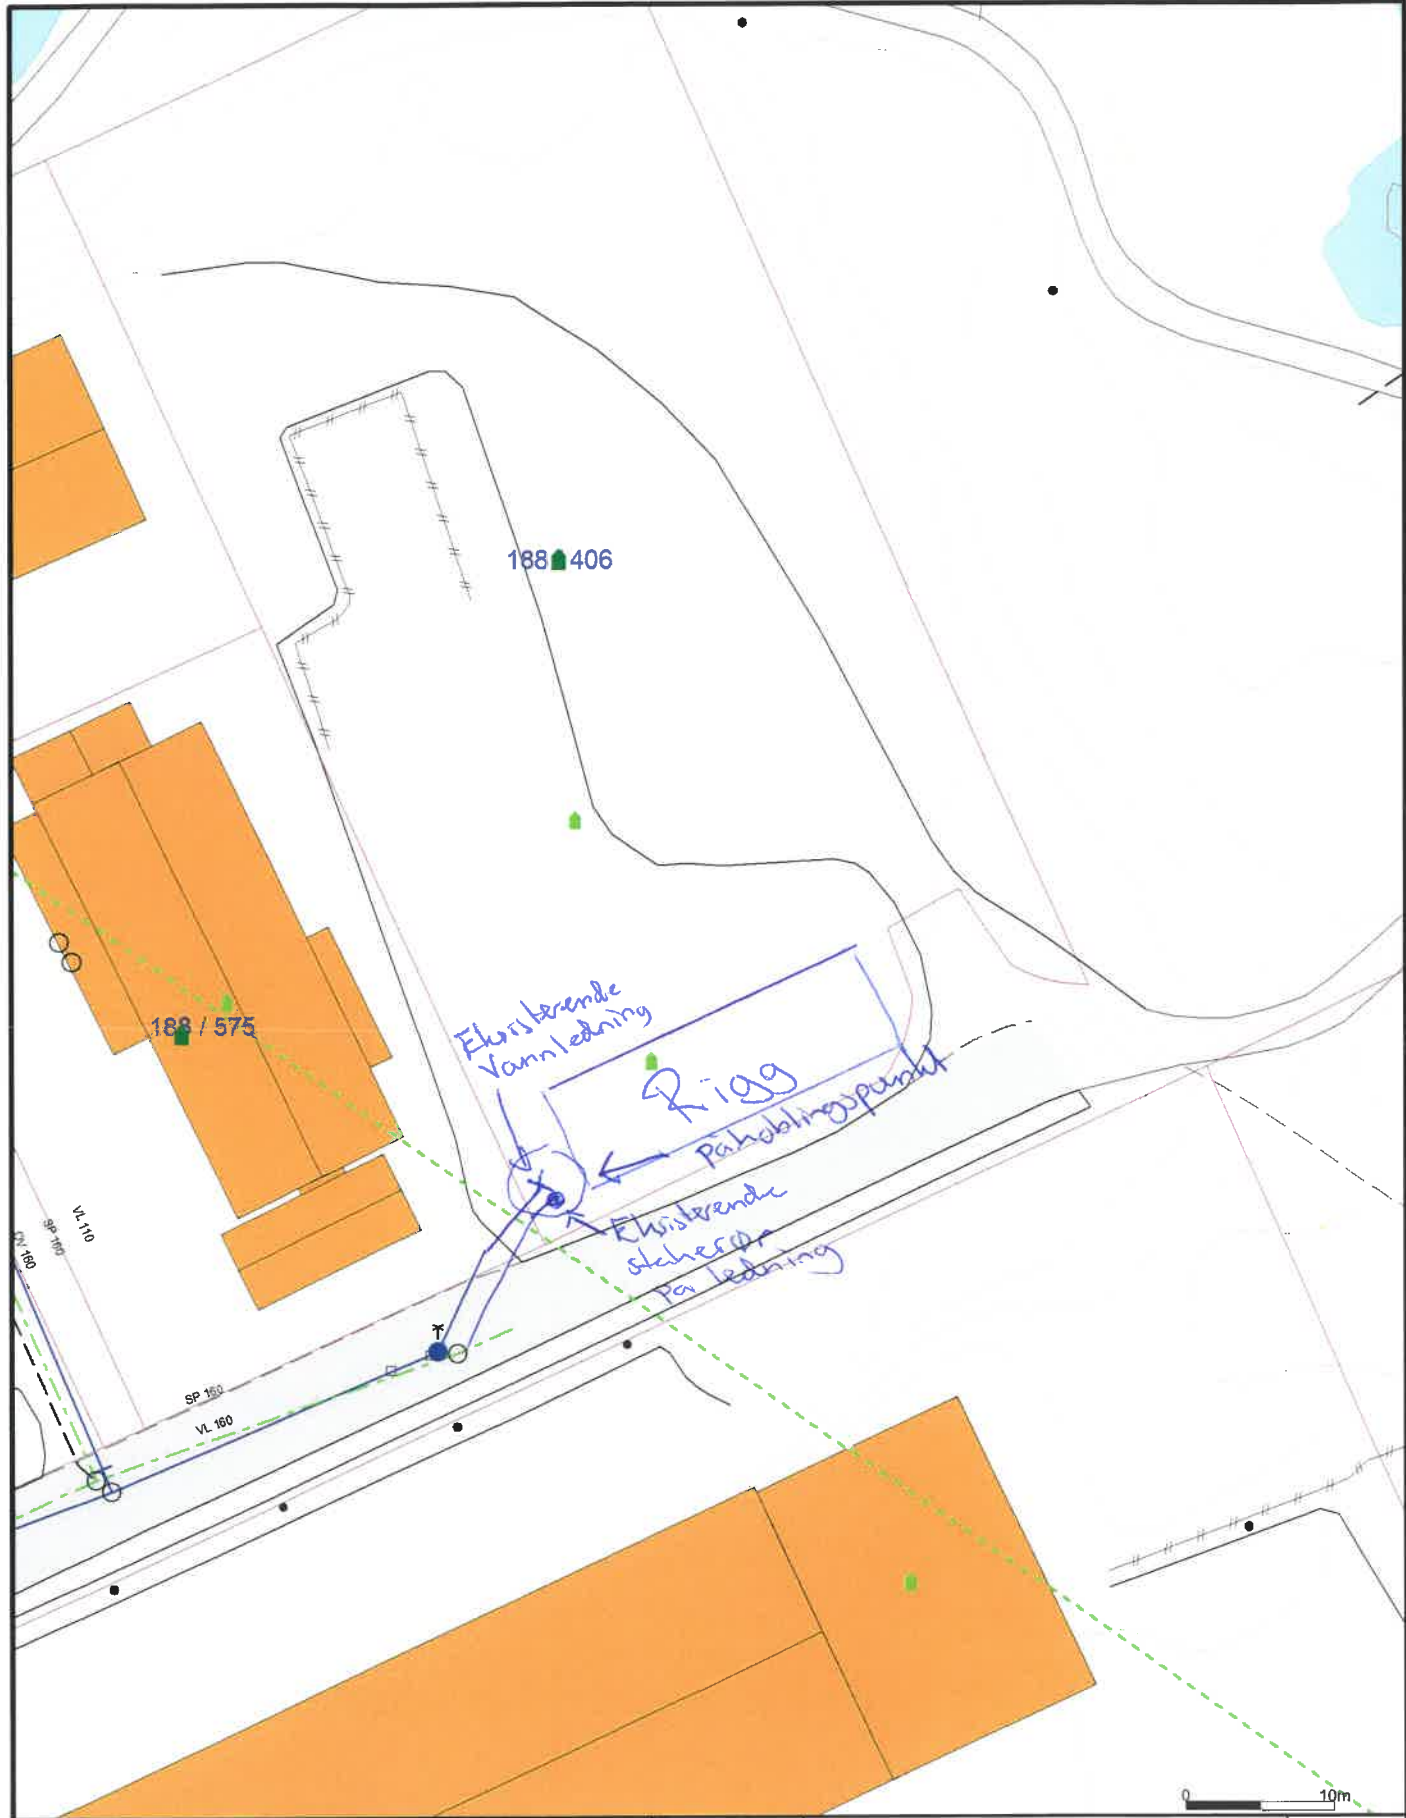 188 406
188 / 575
Eksisterende
Vannledning
Rigg
påkoblingspunkt
Eksisterende
stakerør
på ledning
VL 110
SP 160
OV 160
SP 160
VL 160
0 10m